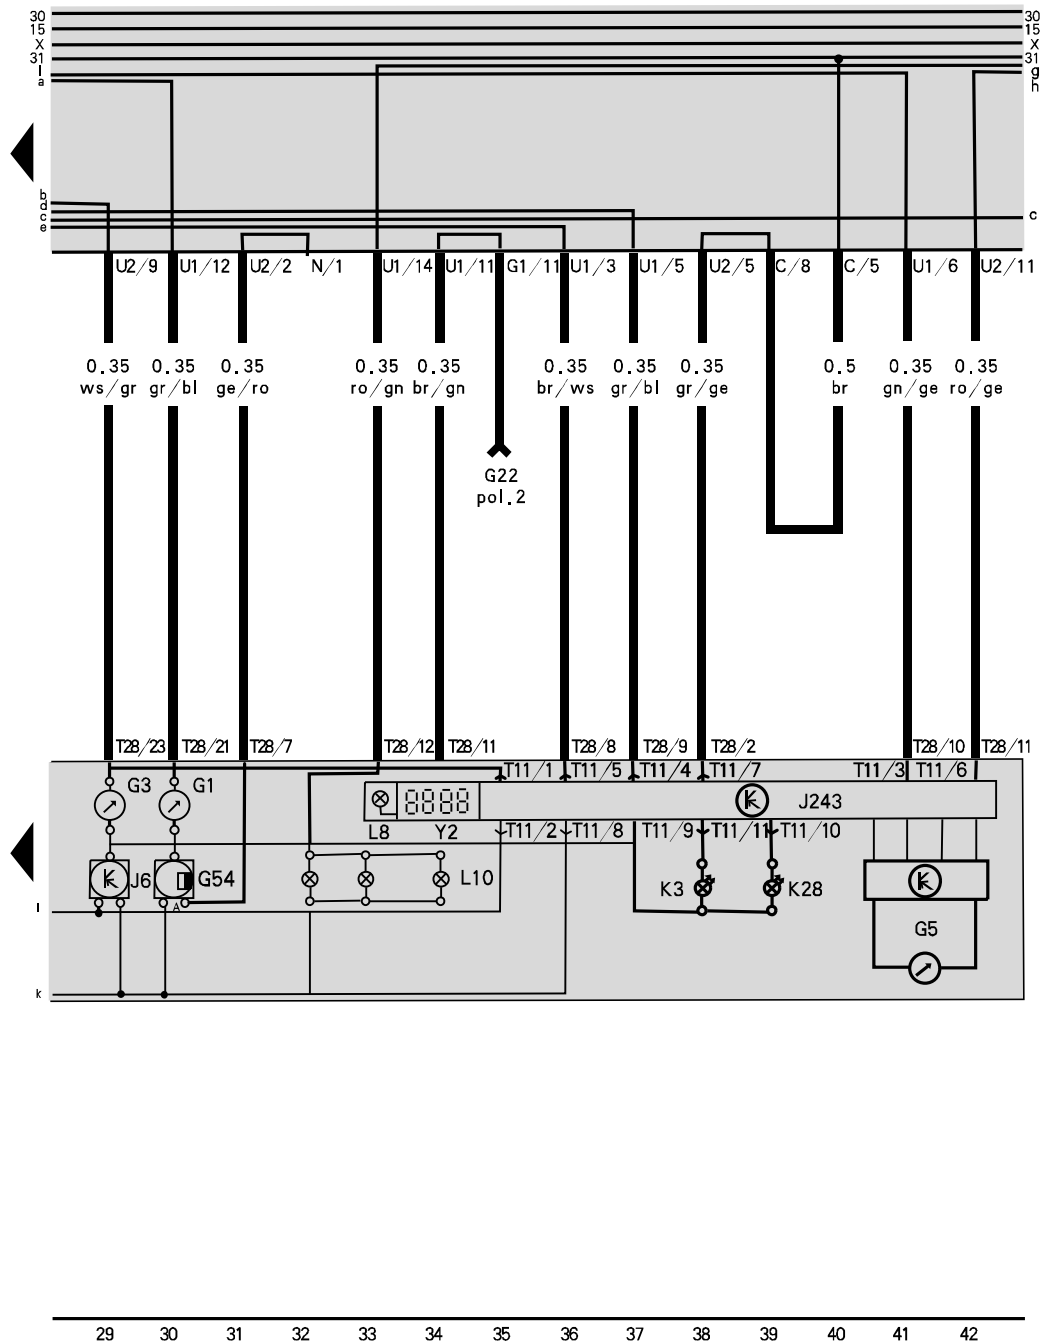 30 30
15 15
X X
31 31
l g
a h
b
d
c c
e
U2/9 U1/12 U2/2 N/1 U1/14 U1/11 G1/11 U1/3 U1/5 U2/5 C/8 C/5 U1/6 U2/11
0.35 0.35 0.35 0.35 0.35 0.35 0.35 0.35 0.5 0.35 0.35
ws/gr gr/bl ge/ro ro/gn br/gn br/ws gr/bl gr/ge br gn/ge ro/ge
G22
pol.2
T28/23 T28/21 T28/7 T28/12 T28/11 T28/8 T28/9 T28/2 T28/10 T28/11
T11/1 T11/5 T11/4 T11/7 T11/3 T11/6
G3 G1
8888 J243
L8 Y2 T11/2 T11/8 T11/9 T11/11 T11/10
J6 G54 L10 K3 K28
A
l
G5
k
29 30 31 32 33 34 35 36 37 38 39 40 41 42